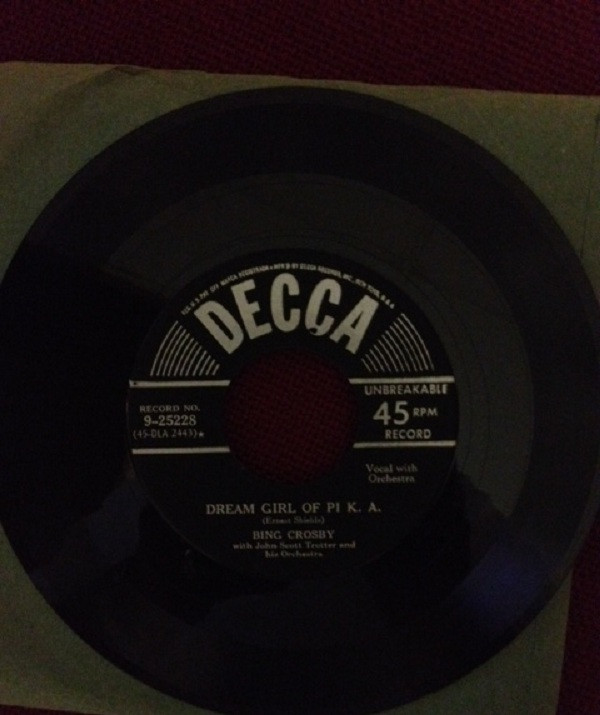 DECCA
RECORD NO.
9-25228
(45-DLA 2443)★
UNBREAKABLE
45 RPM
RECORD
Vocal with
Orchestra
DREAM GIRL OF PI K. A.
(Ernest Shields)
BING CROSBY
with John Scott Trotter and
his Orchestra